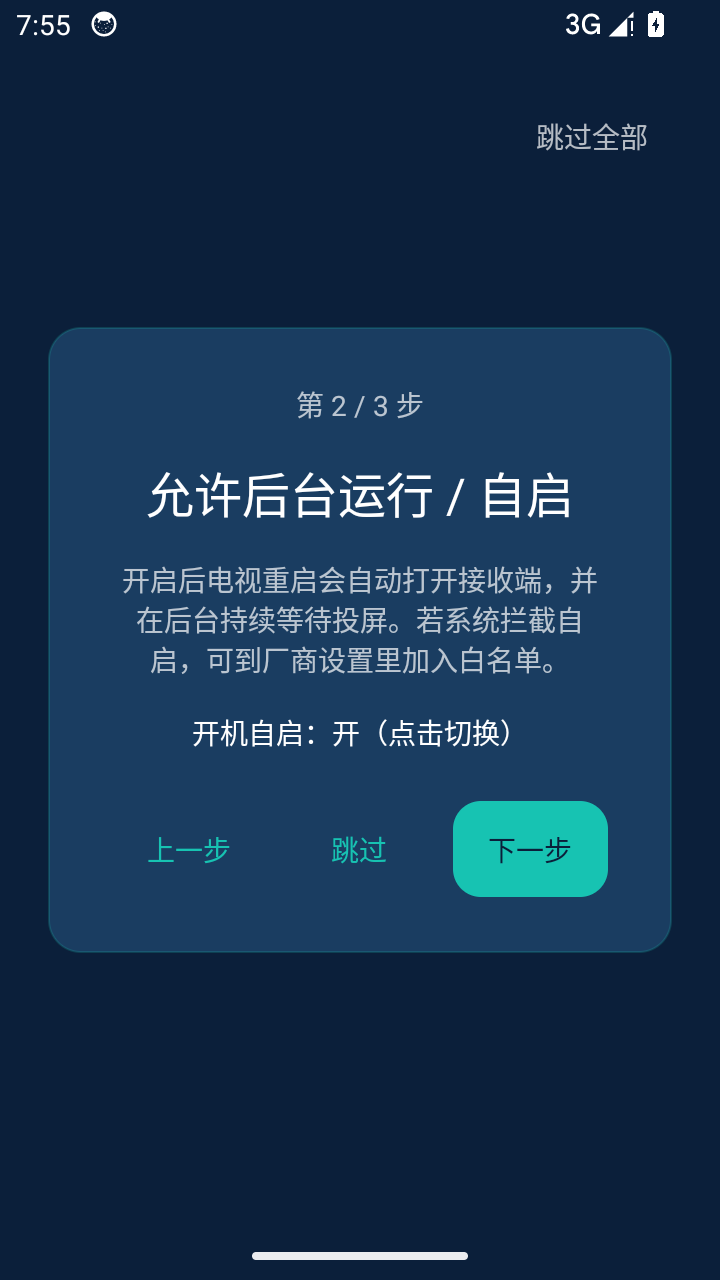 7:55
3G
跳过全部
第 2 / 3 步
允许后台运行 / 自启
开启后电视重启会自动打开接收端，并
在后台持续等待投屏。若系统拦截自
启，可到厂商设置里加入白名单。
开机自启：开（点击切换）
上一步
跳过
下一步